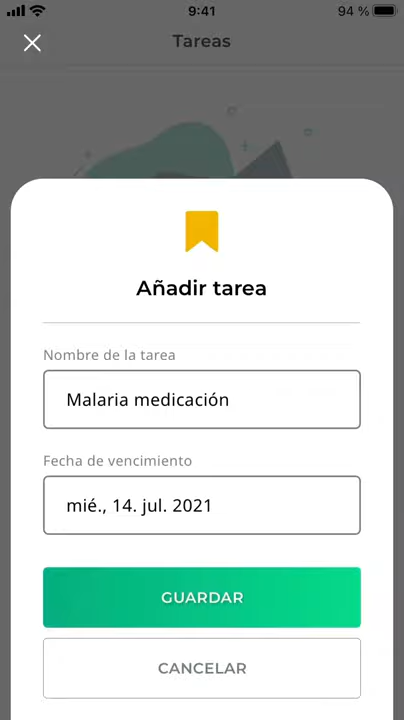 9:41
94 %
Tareas
Añadir tarea
Nombre de la tarea
Malaria medicación
Fecha de vencimiento
mié., 14. jul. 2021
GUARDAR
CANCELAR